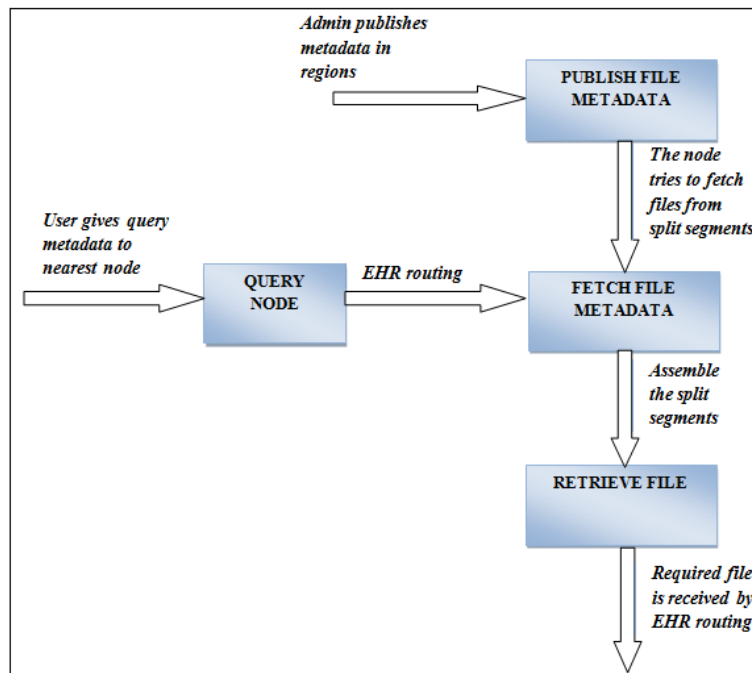 Admin publishes
metadata in
regions
PUBLISH FILE
METADATA
The node
tries to fetch
files from
split segments
User gives query
metadata to
nearest node
QUERY
NODE
EHR routing
FETCH FILE
METADATA
Assemble
the split
segments
RETRIEVE FILE
Required file
is received by
EHR routing